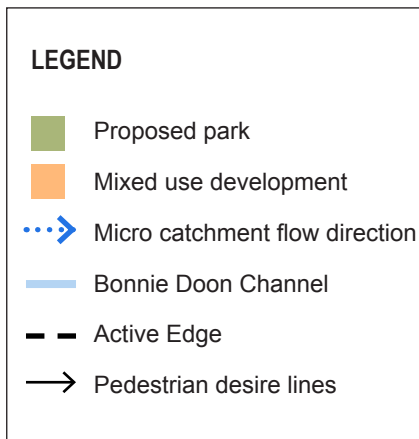 LEGEND
Proposed park
Mixed use development
Micro catchment flow direction
Bonnie Doon Channel
Active Edge
Pedestrian desire lines